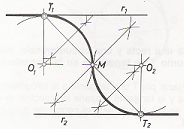 T₁ r₁
O₁ M O₂
r₂ T₂